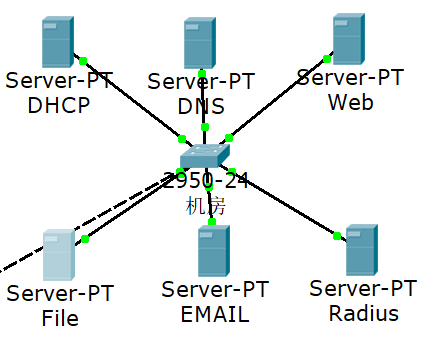 Server-PT
DHCP
Server-PT
DNS
Server-PT
Web
2950-24
机房
Server-PT
File
Server-PT
EMAIL
Server-PT
Radius